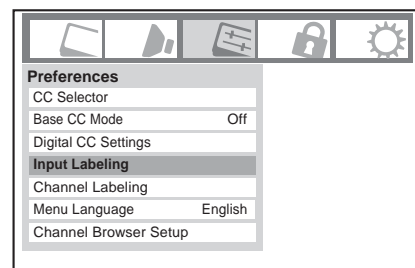 Preferences
CC Selector
Base CC Mode Off
Digital CC Settings
Input Labeling
Channel Labeling
Menu Language English
Channel Browser Setup